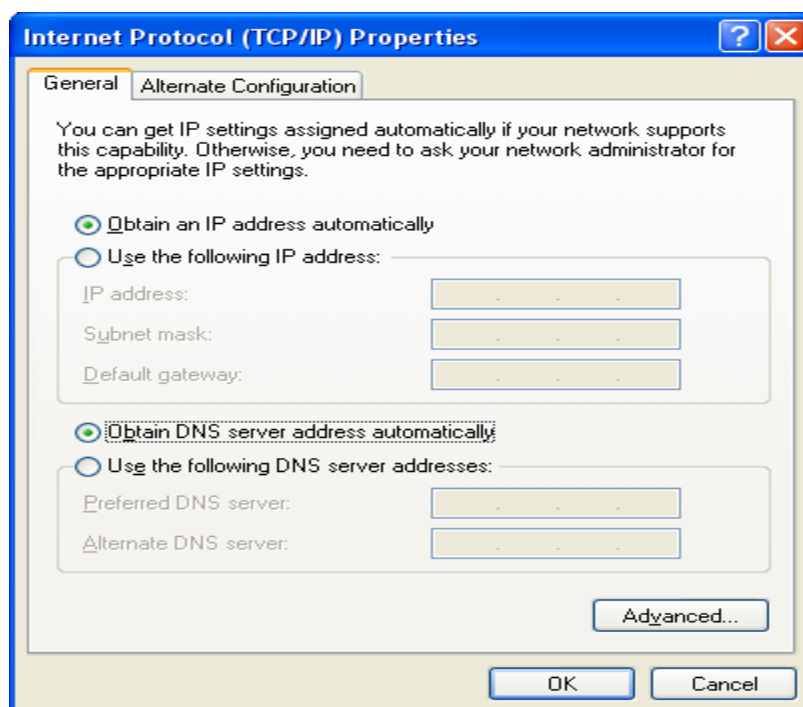 Internet Protocol (TCP/IP) Properties
General
Alternate Configuration
You can get IP settings assigned automatically if your network supports
this capability. Otherwise, you need to ask your network administrator for
the appropriate IP settings.
Obtain an IP address automatically
Use the following IP address:
IP address:
Subnet mask:
Default gateway:
Obtain DNS server address automatically
Use the following DNS server addresses:
Preferred DNS server:
Alternate DNS server:
Advanced...
OK
Cancel